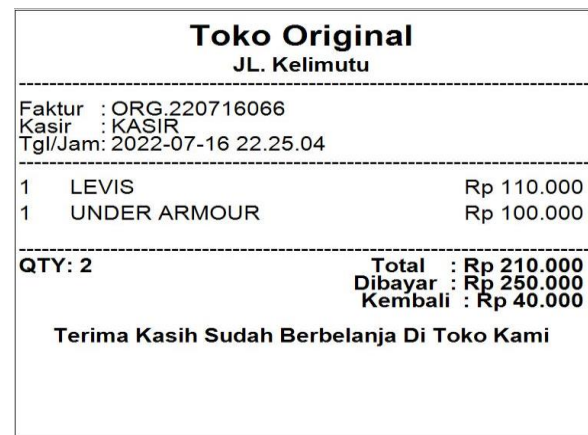 Toko Original
JL. Kelimutu
Faktur : ORG.220716066
Kasir : KASIR
Tgl/Jam: 2022-07-16 22.25.04
1 LEVIS Rp 110.000
1 UNDER ARMOUR Rp 100.000
QTY: 2 Total : Rp 210.000
Dibayar : Rp 250.000
Kembali : Rp 40.000
Terima Kasih Sudah Berbelanja Di Toko Kami